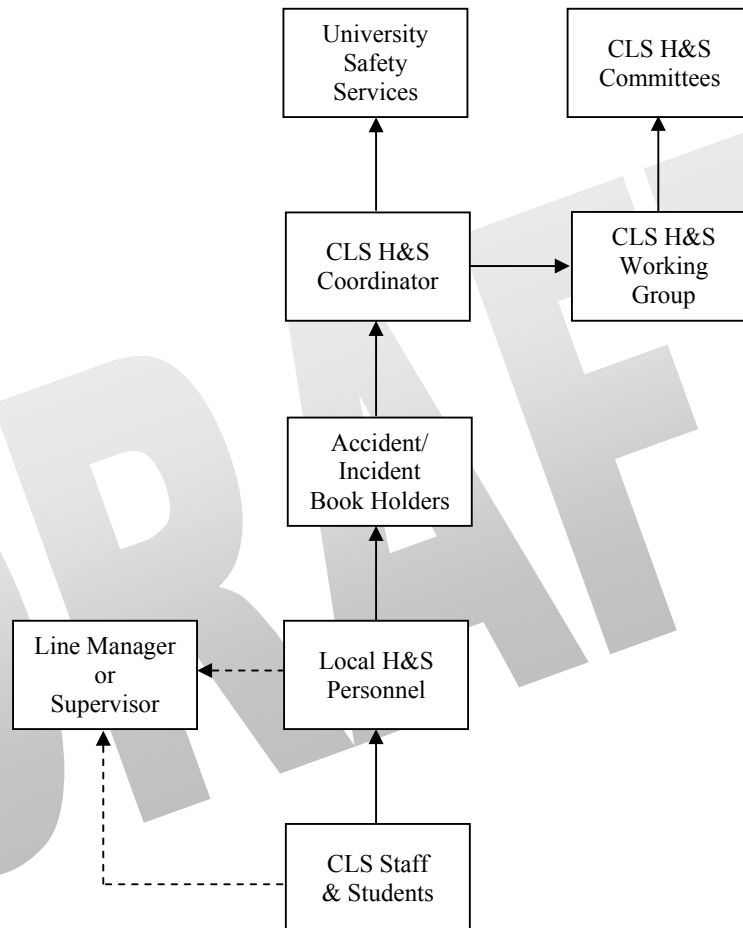 University
Safety
Services
CLS H&S
Committees
CLS H&S
Coordinator
CLS H&S
Working
Group
Accident/
Incident
Book Holders
Line Manager
or
Supervisor
Local H&S
Personnel
CLS Staff
& Students
DRAFT